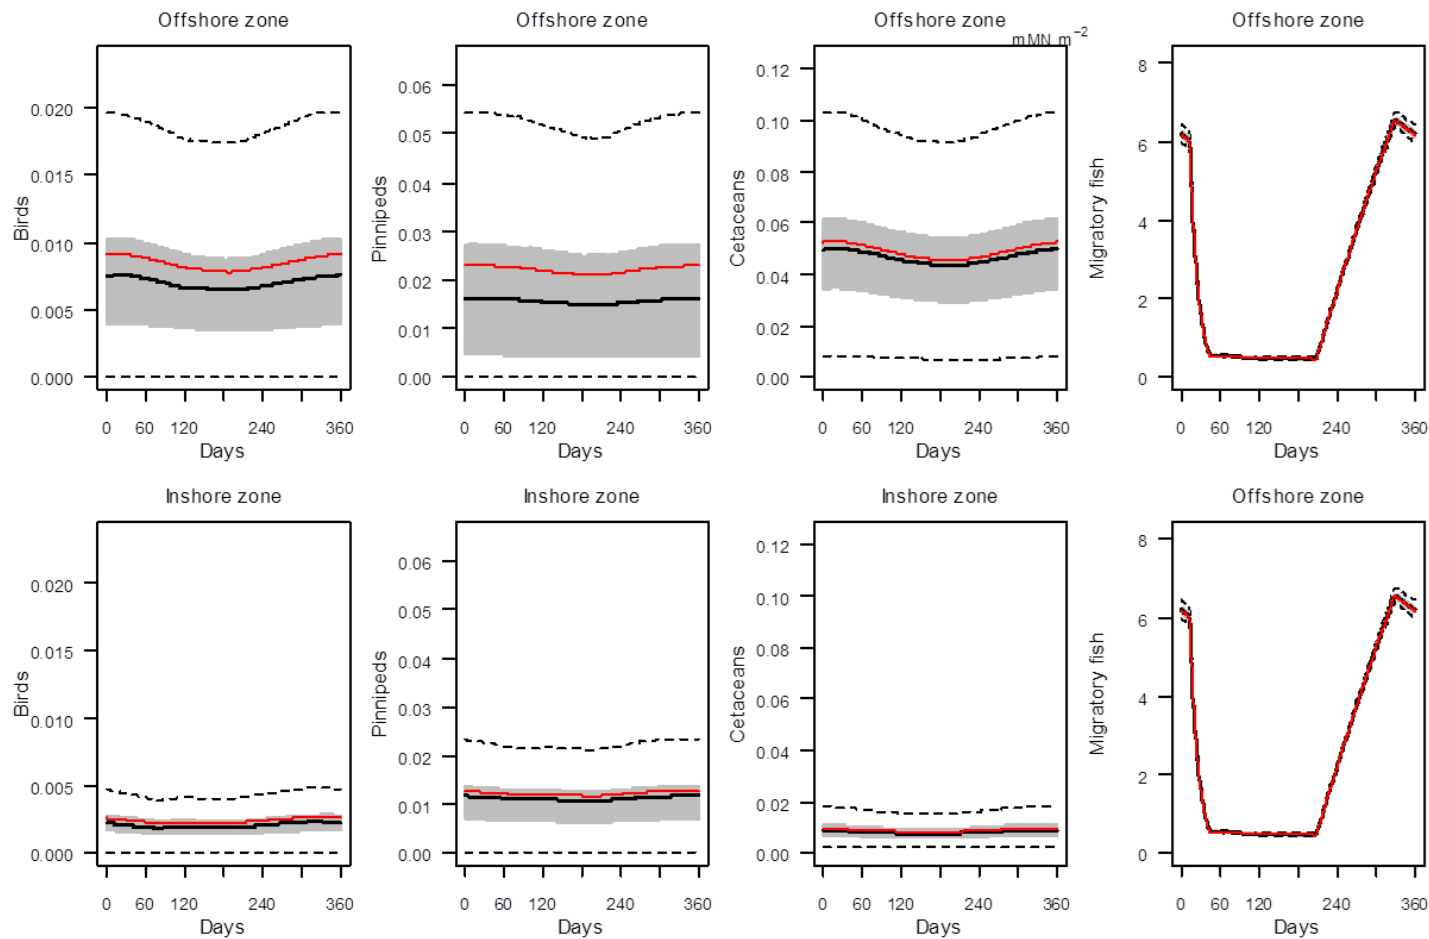 Offshore zone
Offshore zone
Offshore zone
Offshore zone
mMN m⁻²
Birds
0.020
0.015
0.010
0.005
0.000
0 60 120 240 360
Days
Pinnipeds
0.06
0.05
0.04
0.03
0.02
0.01
0.00
0 60 120 240 360
Days
Cetaceans
0.12
0.10
0.08
0.06
0.04
0.02
0.00
0 60 120 240 360
Days
Migratory fish
8
6
4
2
0
0 60 120 240 360
Days
Inshore zone
Inshore zone
Inshore zone
Offshore zone
Birds
0.020
0.015
0.010
0.005
0.000
0 60 120 240 360
Days
Pinnipeds
0.06
0.05
0.04
0.03
0.02
0.01
0.00
0 60 120 240 360
Days
Cetaceans
0.12
0.10
0.08
0.06
0.04
0.02
0.00
0 60 120 240 360
Days
Migratory fish
8
6
4
2
0
0 60 120 240 360
Days